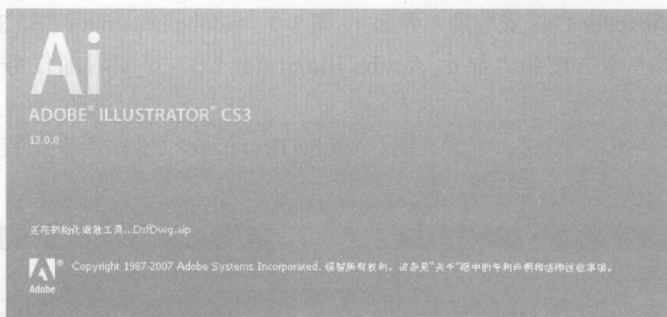 Ai
ADOBE® ILLUSTRATOR® CS3
13.0.0
正在初始化增效工具...DxfDwg.aip
Adobe®
Copyright 1987-2007 Adobe Systems Incorporated. 保留所有权利。请参见"关于"框中的专利声明和法律注意事项。